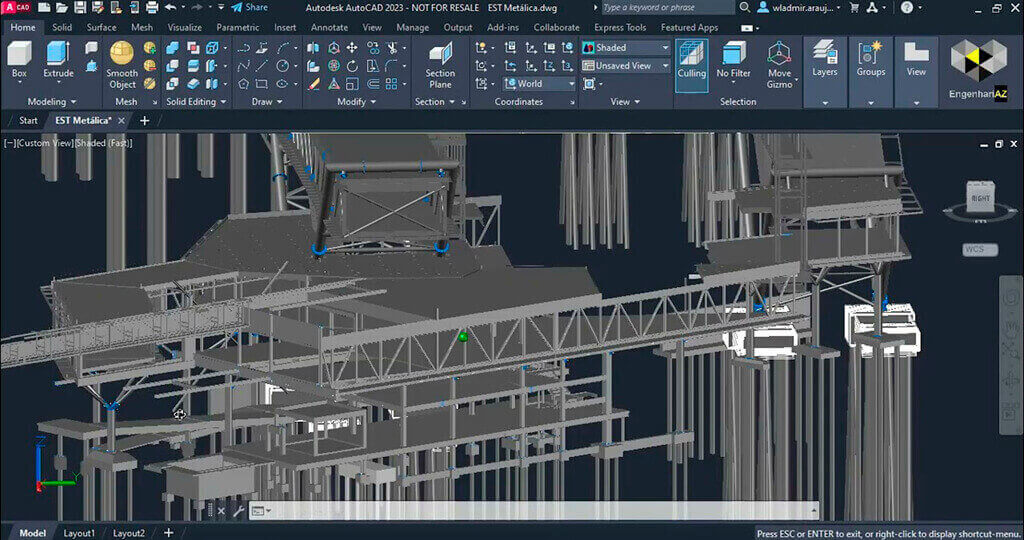 CAD
Share
Autodesk AutoCAD 2023 - NOT FOR RESALE EST Metálica.dwg
Type a keyword or phrase
wladmir.arauj...
Home Solid Surface Mesh Visualize Parametric Insert Annotate View Manage Output Add-ins Collaborate Express Tools Featured Apps
Box
Extrude
Smooth Object
Section Plane
World
Shaded
Unsaved View
Culling
No Filter
Move Gizmo
Layers
Groups
View
EngenhariAZ
Modeling Mesh Solid Editing Draw Modify Section Coordinates View Selection
Start EST Metálica*
[−][Custom View][Shaded (Fast)]
RIGHT
WCS
Z
Y
Model Layout1 Layout2
Press ESC or ENTER to exit, or right-click to display shortcut-menu.